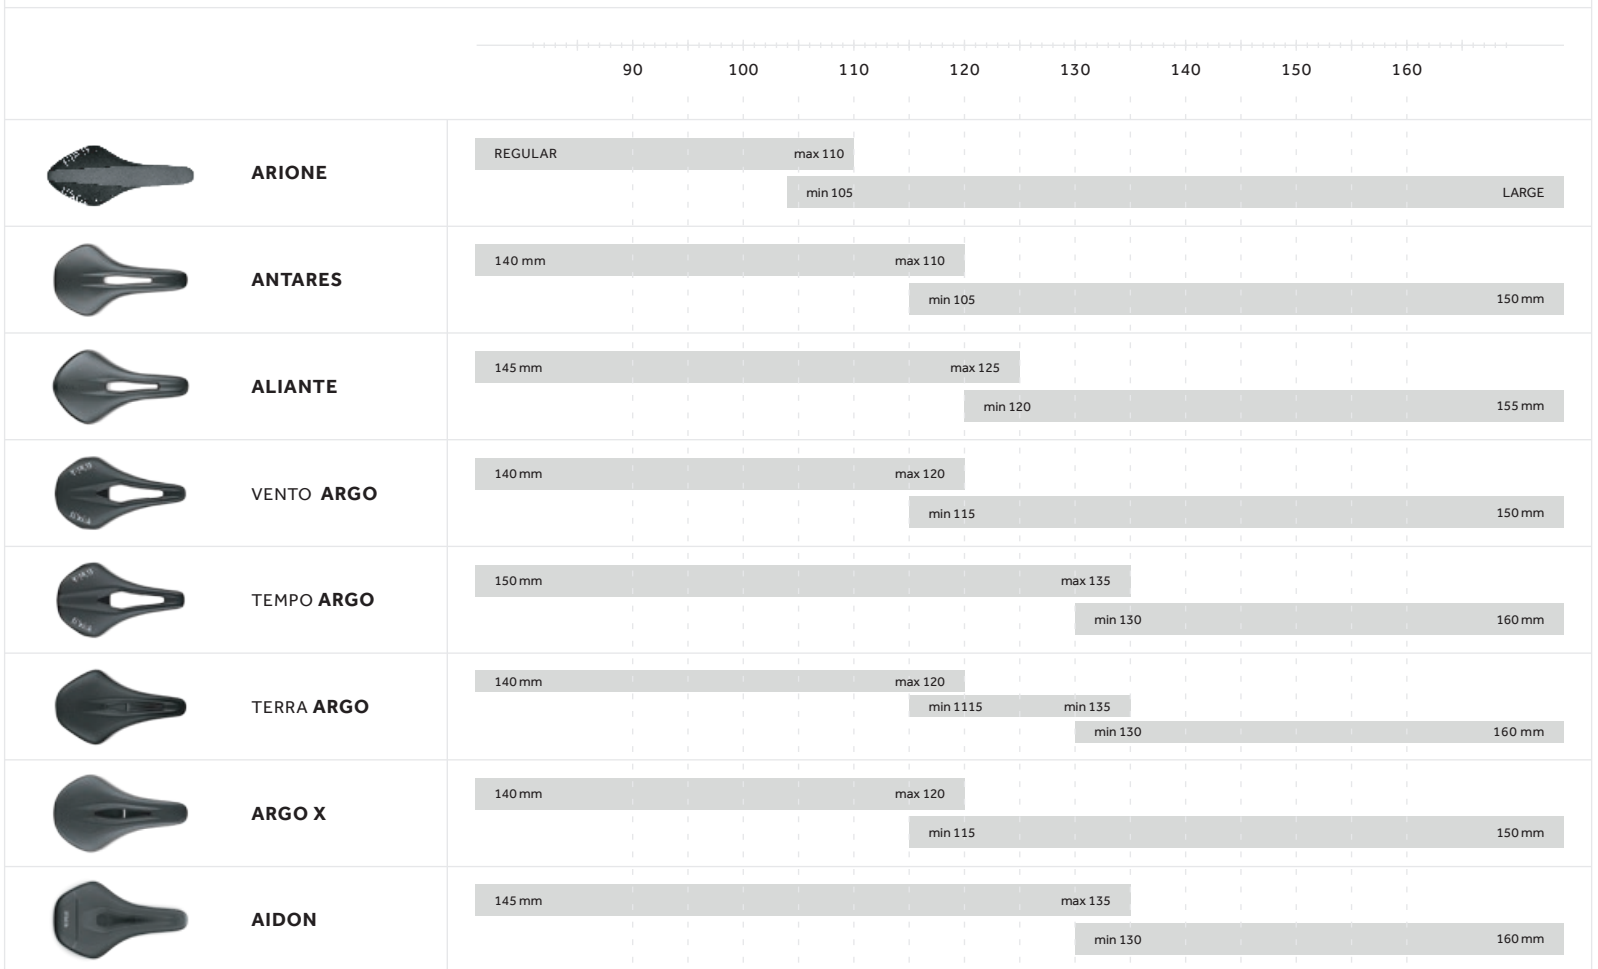 90 100 110 120 130 140 150 160
ARIONE
REGULAR max 110
min 105 LARGE
ANTARES
140 mm max 110
min 105 150 mm
ALIANTE
145 mm max 125
min 120 155 mm
VENTO ARGO
140 mm max 120
min 115 150 mm
TEMPO ARGO
150 mm max 135
min 130 160 mm
TERRA ARGO
140 mm max 120
min 1115 min 135
min 130 160 mm
ARGO X
140 mm max 120
min 115 150 mm
AIDON
145 mm max 135
min 130 160 mm